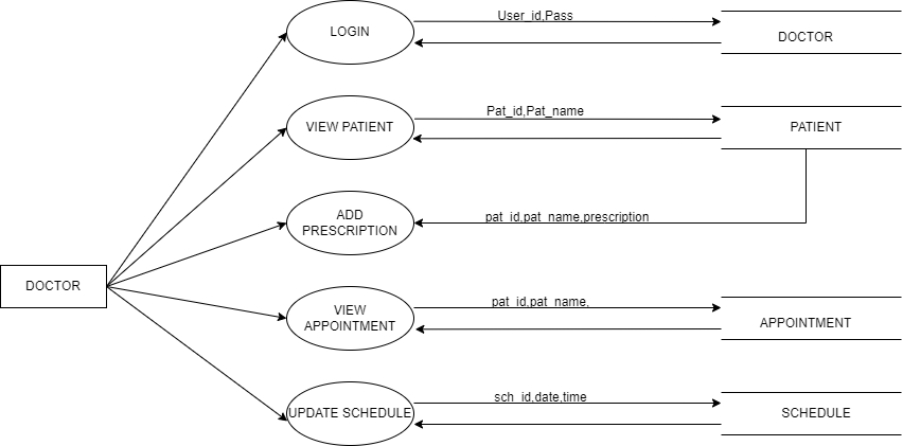 LOGIN
User_id,Pass
DOCTOR
VIEW PATIENT
Pat_id,Pat_name
PATIENT
ADD
PRESCRIPTION
pat_id,pat_name,prescription
DOCTOR
VIEW
APPOINTMENT
pat_id,pat_name,
APPOINTMENT
UPDATE SCHEDULE
sch_id,date,time
SCHEDULE